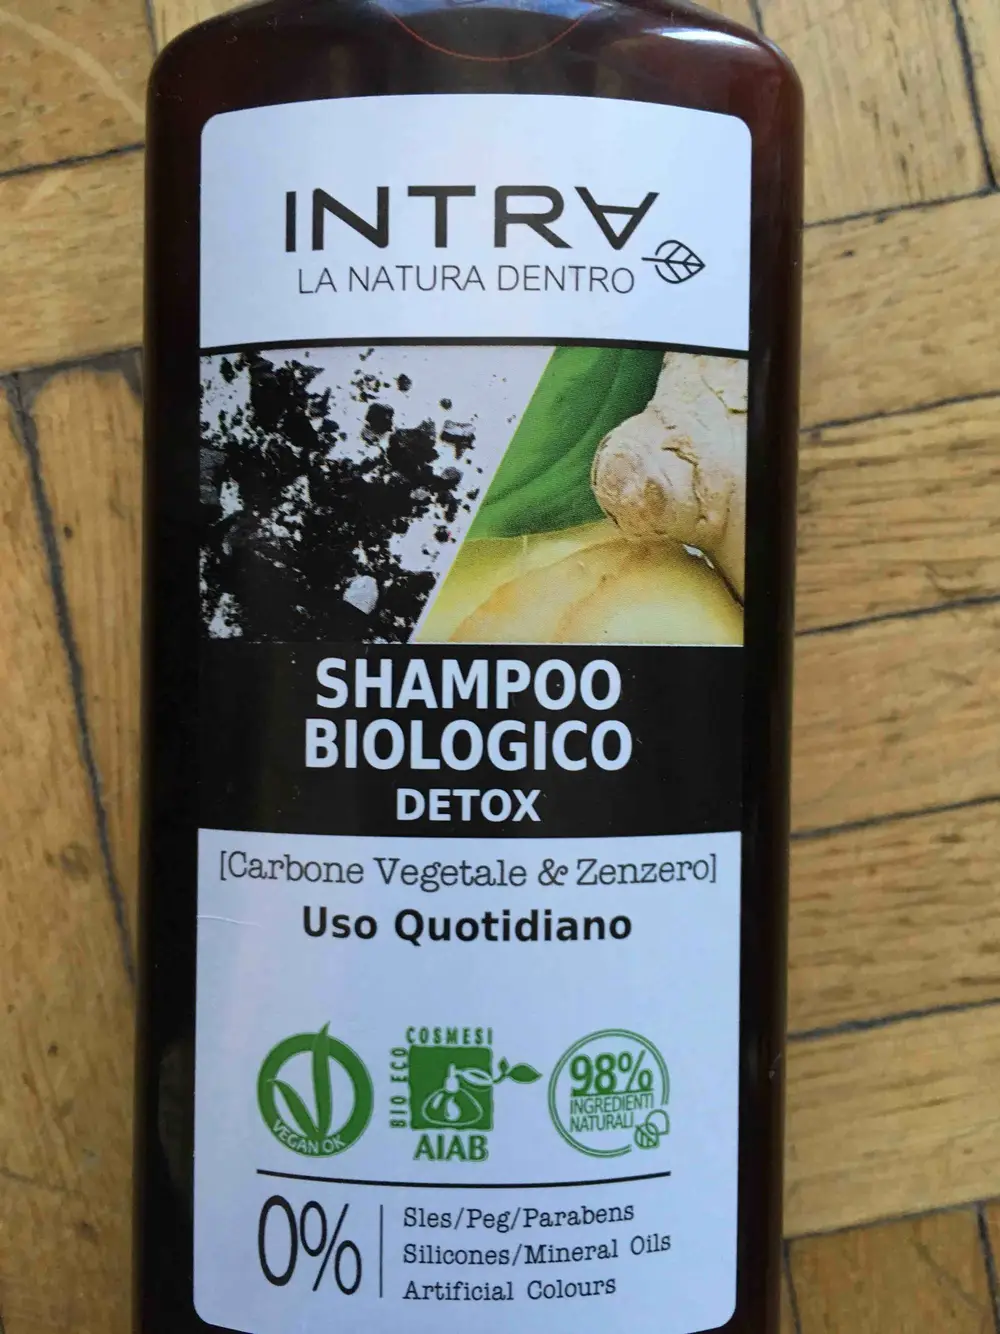 INTRA
LA NATURA DENTRO
SHAMPOO
BIOLOGICO
DETOX
[Carbone Vegetale & Zenzero]
Uso Quotidiano
VEGAN OK
COSMESI
BIO ECO
AIAB
98%
INGREDIENTI
NATURALI
0%
Sles/Peg/Parabens
Silicones/Mineral Oils
Artificial Colours